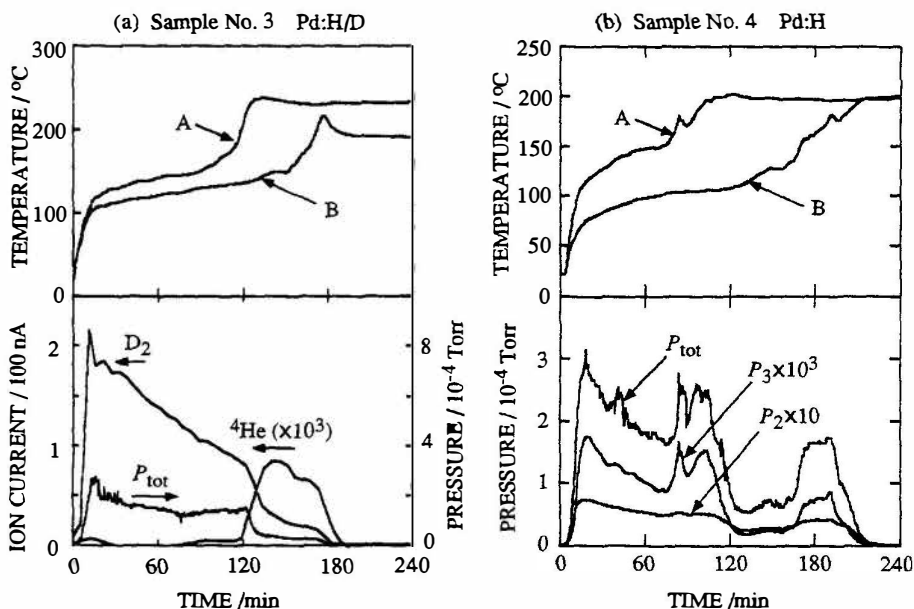 (a) Sample No. 3 Pd:H/D
300
200
100
0
TEMPERATURE / °C
A
B
2
1
0
ION CURRENT / 100 nA
D₂
⁴He (×10³)
Pₜₒₜ
8
4
0
PRESSURE / 10⁻⁴ Torr
0 60 120 180 240
TIME /min
(b) Sample No. 4 Pd:H
250
200
150
100
50
0
TEMPERATURE / °C
A
B
3
2
1
0
PRESSURE / 10⁻⁴ Torr
Pₜₒₜ
P₃×10³
P₂×10
0 60 120 180 240
TIME /min